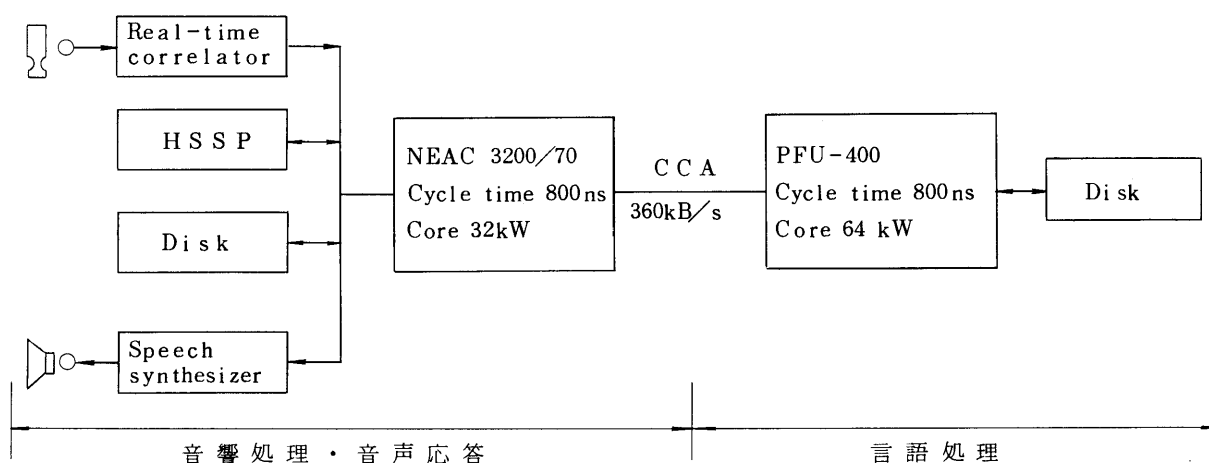 Real-time
correlator
HSSP
Disk
Speech
synthesizer
NEAC 3200/70
Cycle time 800ns
Core 32kW
CCA
360kB/s
PFU-400
Cycle time 800ns
Core 64 kW
Disk
音響処理・音声応答
言語処理